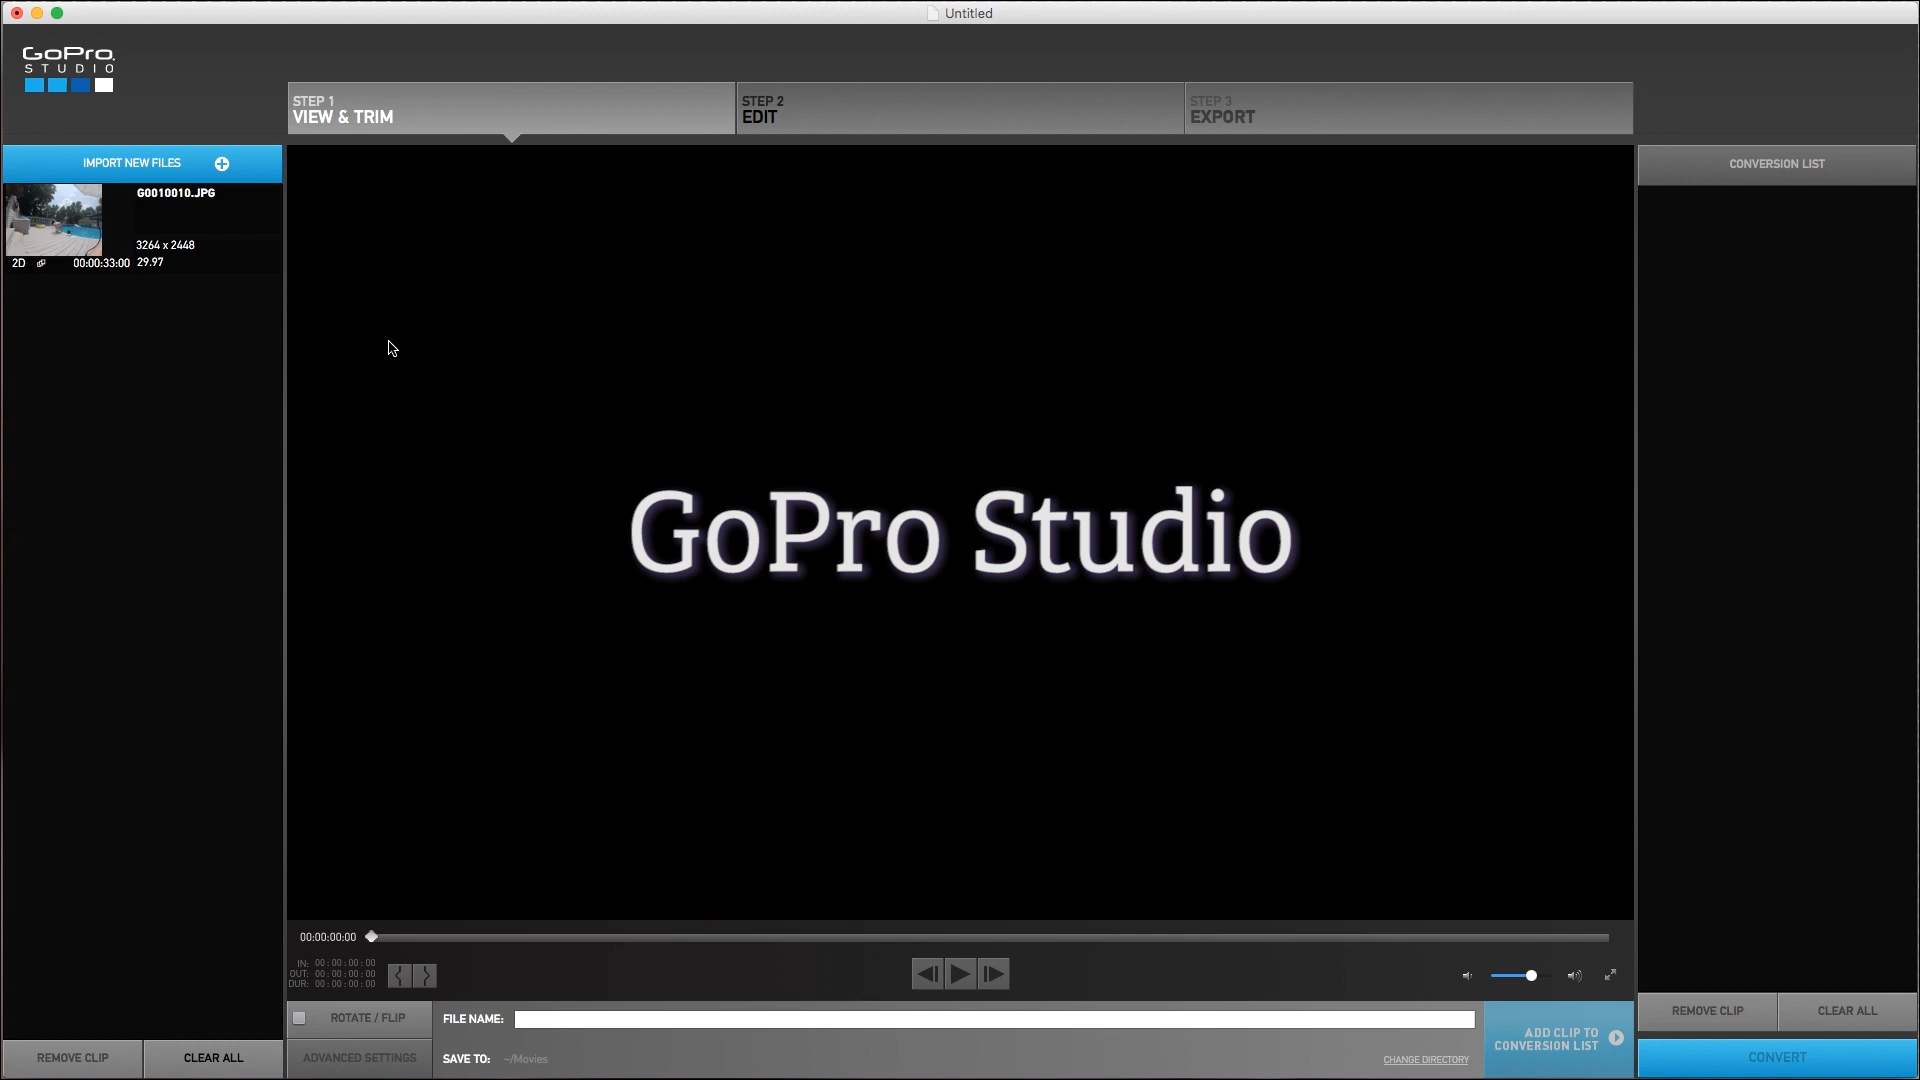 Untitled
GoPro
STUDIO
STEP 1
VIEW & TRIM
STEP 2
EDIT
STEP 3
EXPORT
IMPORT NEW FILES
CONVERSION LIST
G0010010.JPG
3264 x 2448
2D 00:00:33:00 29.97
GoPro Studio
00:00:00:00
IN: 00:00:00:00
OUT: 00:00:00:00
DUR: 00:00:00:00
ROTATE / FLIP
FILE NAME:
ADVANCED SETTINGS
SAVE TO: ~/Movies
CHANGE DIRECTORY
ADD CLIP TO
CONVERSION LIST
REMOVE CLIP
CLEAR ALL
REMOVE CLIP
CLEAR ALL
CONVERT